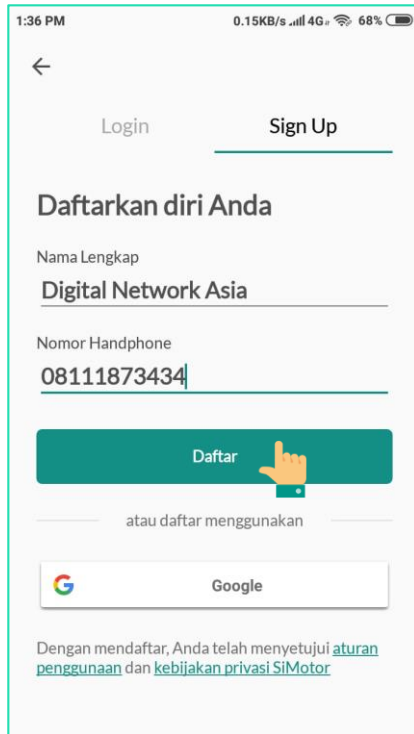 1:36 PM 0.15KB/s 4G 68%
Login Sign Up
Daftarkan diri Anda
Nama Lengkap
Digital Network Asia
Nomor Handphone
08111873434
Daftar
atau daftar menggunakan
G Google
Dengan mendaftar, Anda telah menyetujui aturan
penggunaan dan kebijakan privasi SiMotor